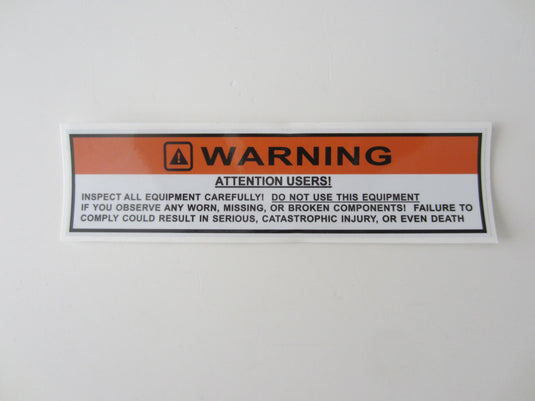 WARNING
ATTENTION USERS!
INSPECT ALL EQUIPMENT CAREFULLY! DO NOT USE THIS EQUIPMENT
IF YOU OBSERVE ANY WORN, MISSING, OR BROKEN COMPONENTS! FAILURE TO
COMPLY COULD RESULT IN SERIOUS, CATASTROPHIC INJURY, OR EVEN DEATH